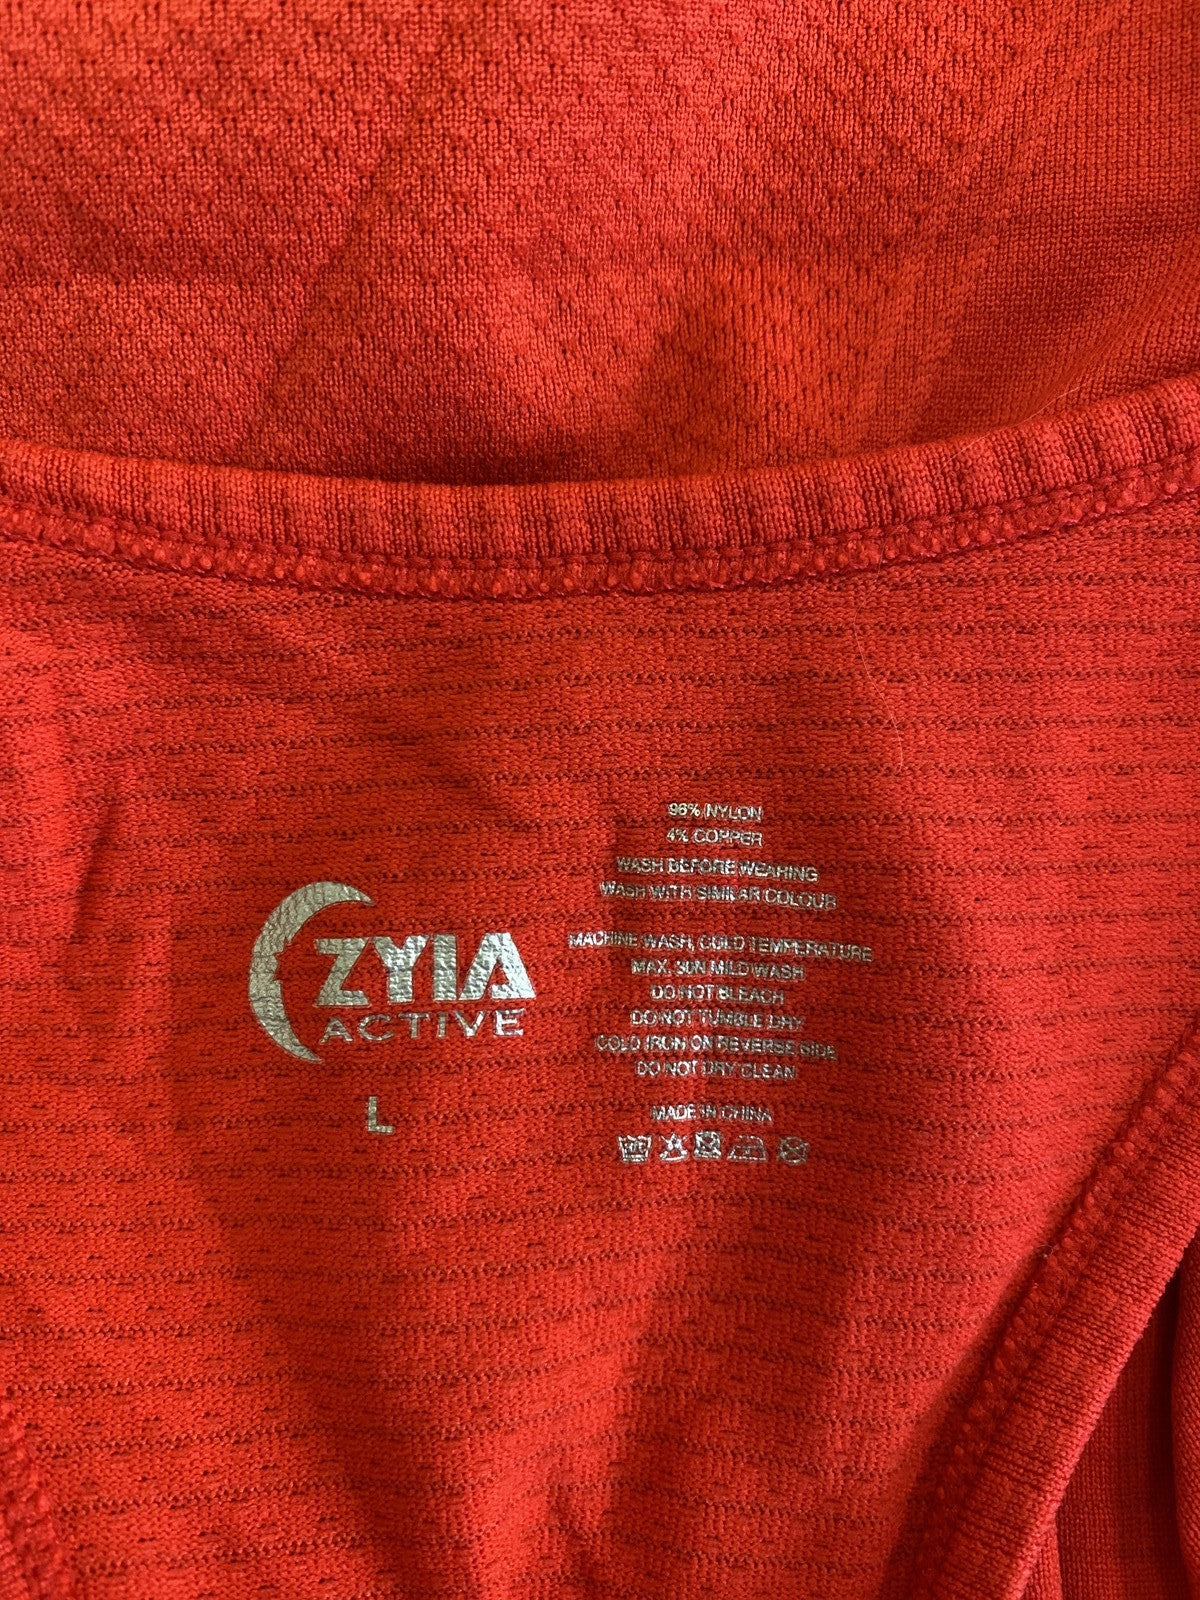 ZYIA
ACTIVE
L
96% NYLON
4% COPPER
WASH BEFORE WEARING
WASH WITH SIMILAR COLOUR
MACHINE WASH, COLD TEMPERATURE
MAX. 30N MILD WASH
DO NOT BLEACH
DO NOT TUMBLE DRY
COLD IRON ON REVERSE SIDE
DO NOT DRY CLEAN
MADE IN CHINA